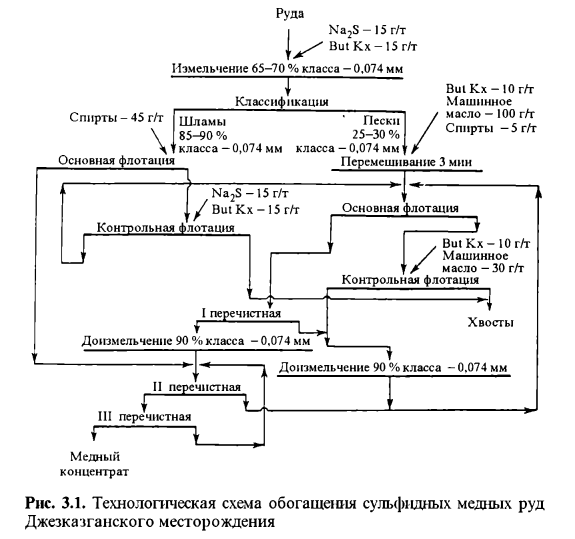 Руда
Na₂S – 15 г/т
But Kx – 15 г/т
Измельчение 65–70 % класса – 0,074 мм
Классификация
Спирты – 45 г/т
Шламы
85–90 %
класса – 0,074 мм
Пески
25–30 %
класса – 0,074 мм
But Kx – 10 г/т
Машинное
масло – 100 г/т
Спирты – 5 г/т
Основная флотация
Перемешивание 3 мии
Na₂S – 15 г/т
But Kx – 15 г/т
Основная флотация
Контрольная флотация
But Kx – 10 г/т
Машинное
масло – 30 г/т
Контрольная флотация
I перечистная
Хвосты
Доизмельчение 90 % класса – 0,074 мм
Доизмельчение 90 % класса – 0,074 мм
II перечистная
III перечистная
Медный
концентрат
Рис. 3.1. Технологическая схема обогащения сульфидных медных руд
Джезказганского месторождения